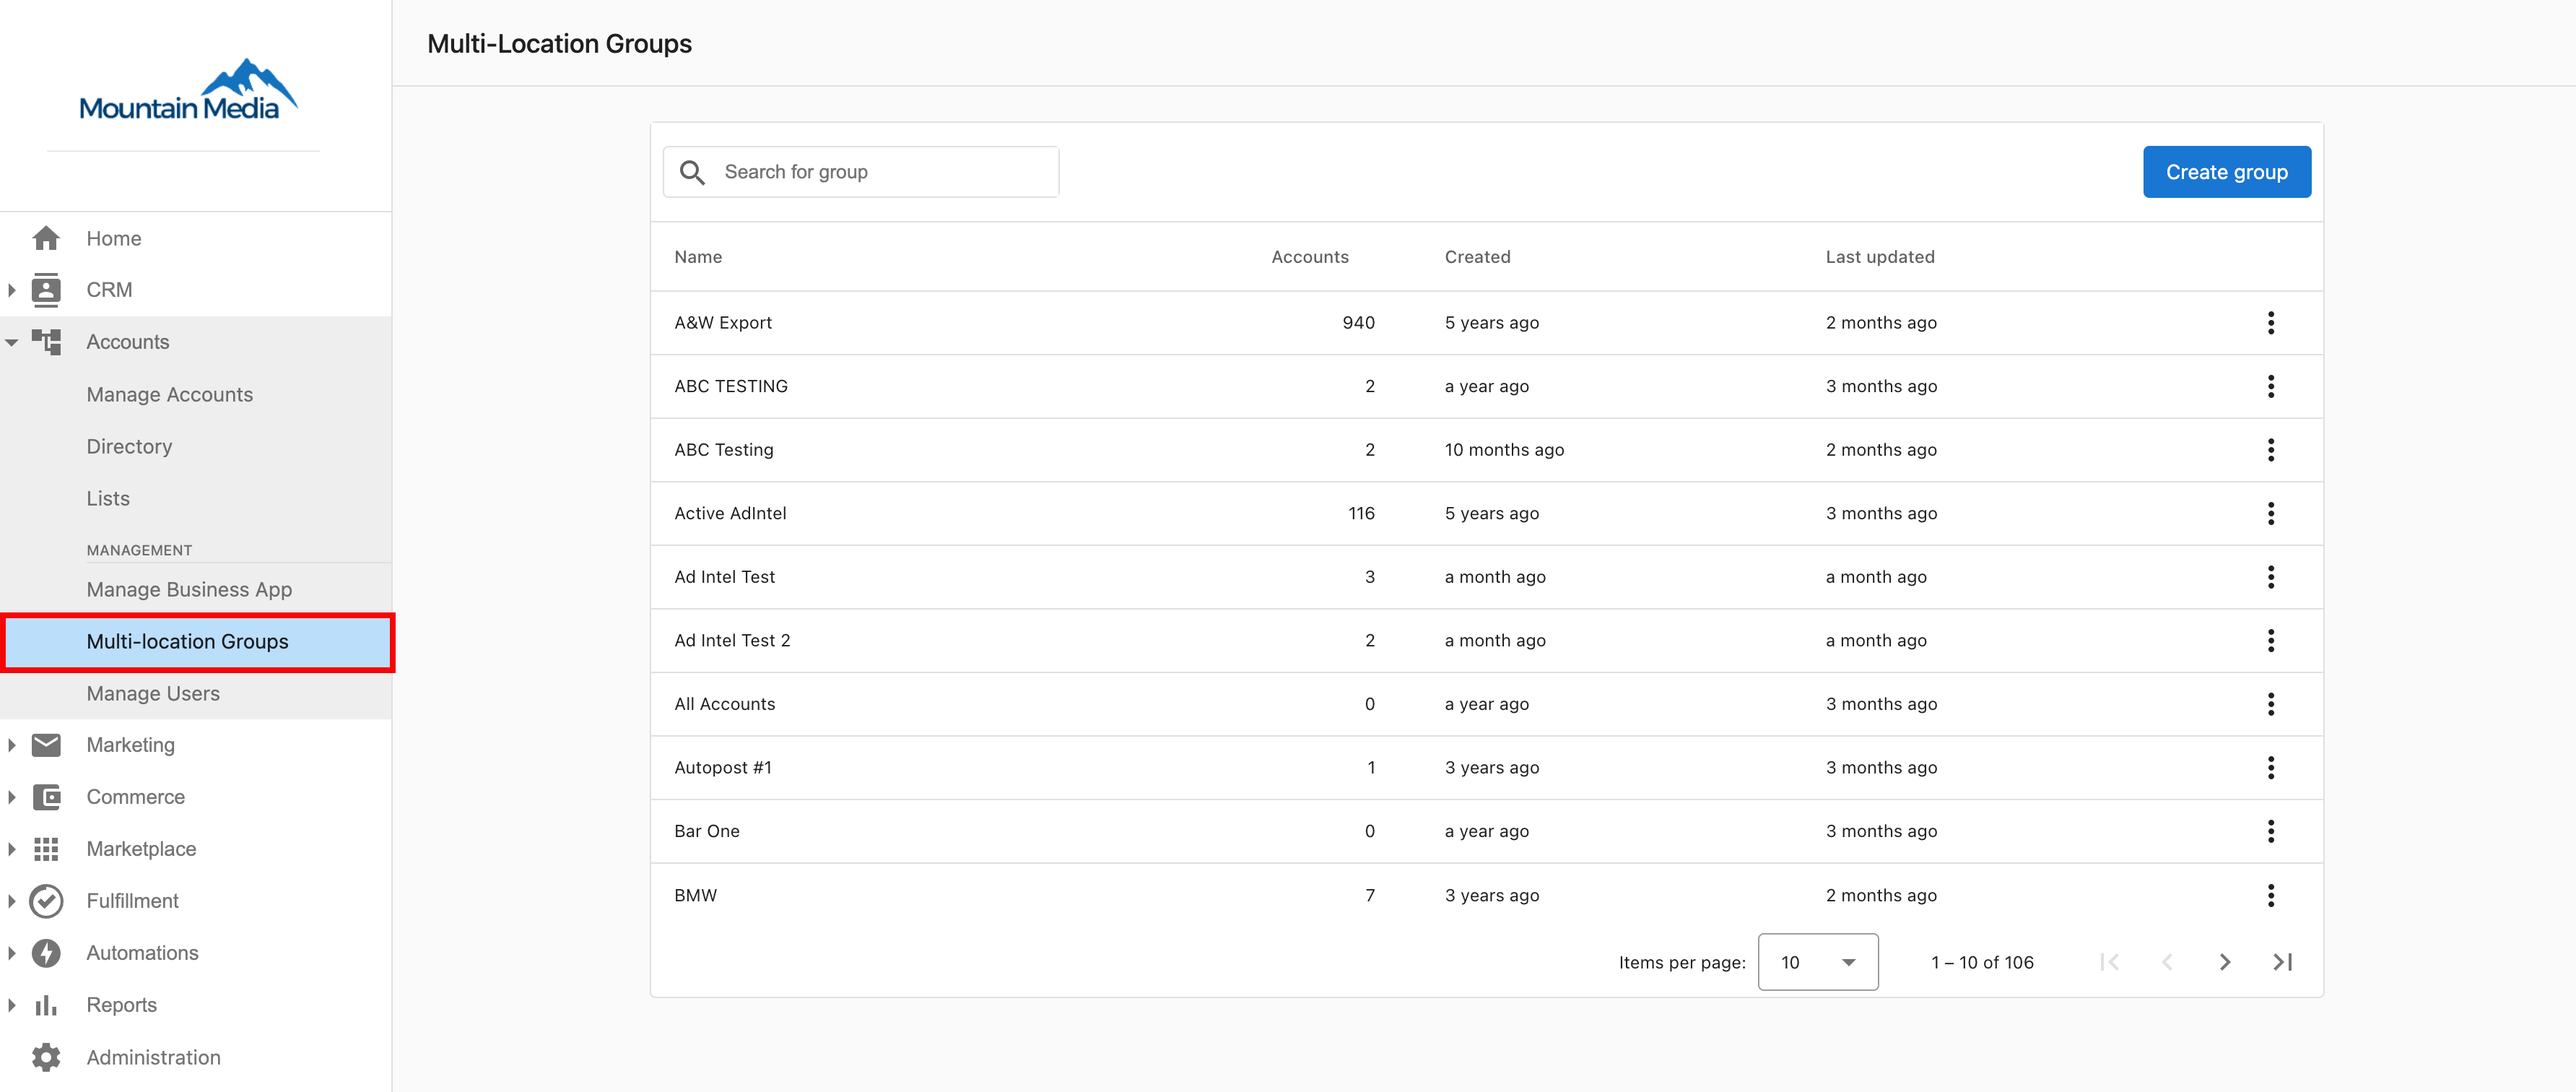 Mountain Media
Home
CRM
Accounts
Manage Accounts
Directory
Lists
MANAGEMENT
Manage Business App
Multi-location Groups
Manage Users
Marketing
Commerce
Marketplace
Fulfillment
Automations
Reports
Administration
Multi-Location Groups
Search for group
Create group
Name Accounts Created Last updated
A&W Export 940 5 years ago 2 months ago
ABC TESTING 2 a year ago 3 months ago
ABC Testing 2 10 months ago 2 months ago
Active AdIntel 116 5 years ago 3 months ago
Ad Intel Test 3 a month ago a month ago
Ad Intel Test 2 2 a month ago a month ago
All Accounts 0 a year ago 3 months ago
Autopost #1 1 3 years ago 3 months ago
Bar One 0 a year ago 3 months ago
BMW 7 3 years ago 2 months ago
Items per page: 10 1 – 10 of 106